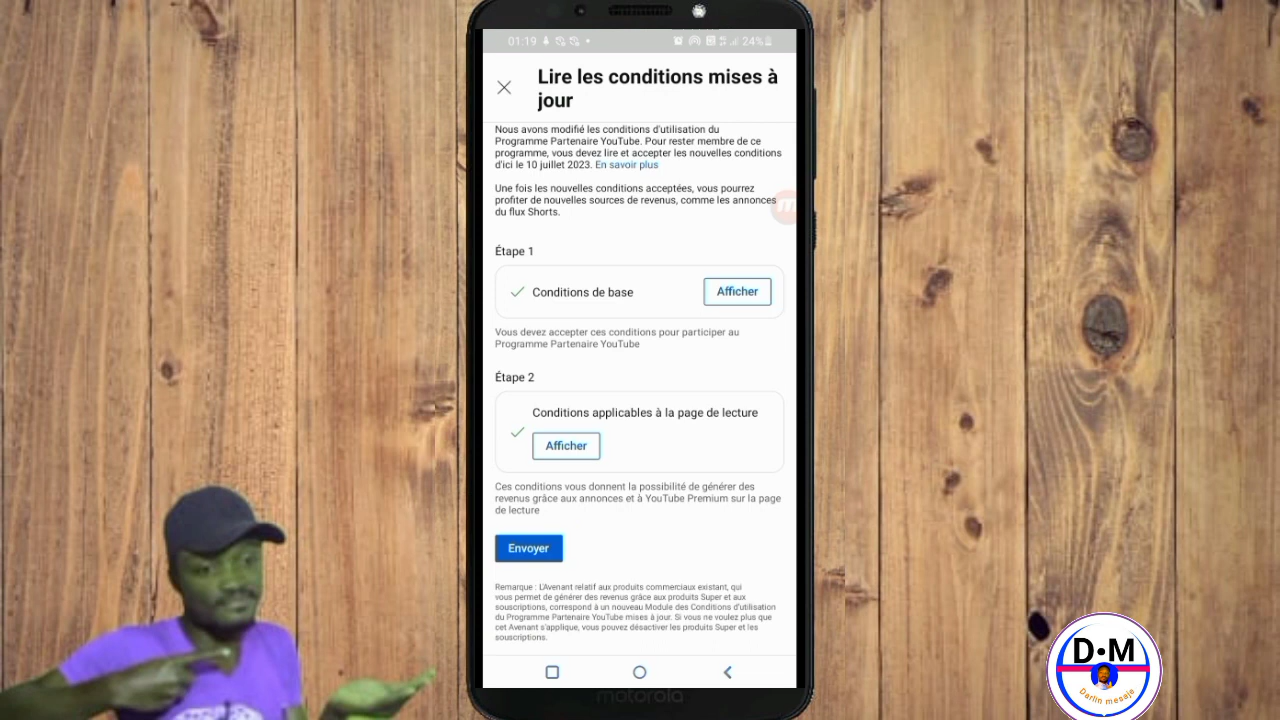 01:19
24%
Lire les conditions mises à
jour
Nous avons modifié les conditions d'utilisation du
Programme Partenaire YouTube. Pour rester membre de ce
programme, vous devez lire et accepter les nouvelles conditions
d'ici le 10 juillet 2023. En savoir plus
Une fois les nouvelles conditions acceptées, vous pourrez
profiter de nouvelles sources de revenus, comme les annonces
du flux Shorts.
Étape 1
Conditions de base
Afficher
Vous devez accepter ces conditions pour participer au
Programme Partenaire YouTube
Étape 2
Conditions applicables à la page de lecture
Afficher
Ces conditions vous donnent la possibilité de générer des
revenus grâce aux annonces et à YouTube Premium sur la page
de lecture
Envoyer
Remarque : L'Avenant relatif aux produits commerciaux existant, qui
vous permet de générer des revenus grâce aux produits Super et aux
souscriptions, correspond à un nouveau Module des Conditions d'utilisation
du Programme Partenaire YouTube mises à jour. Si vous ne voulez plus que
cet Avenant s'applique, vous pouvez désactiver les produits Super et les
souscriptions.
motorola
D•M
Darlin mesaje